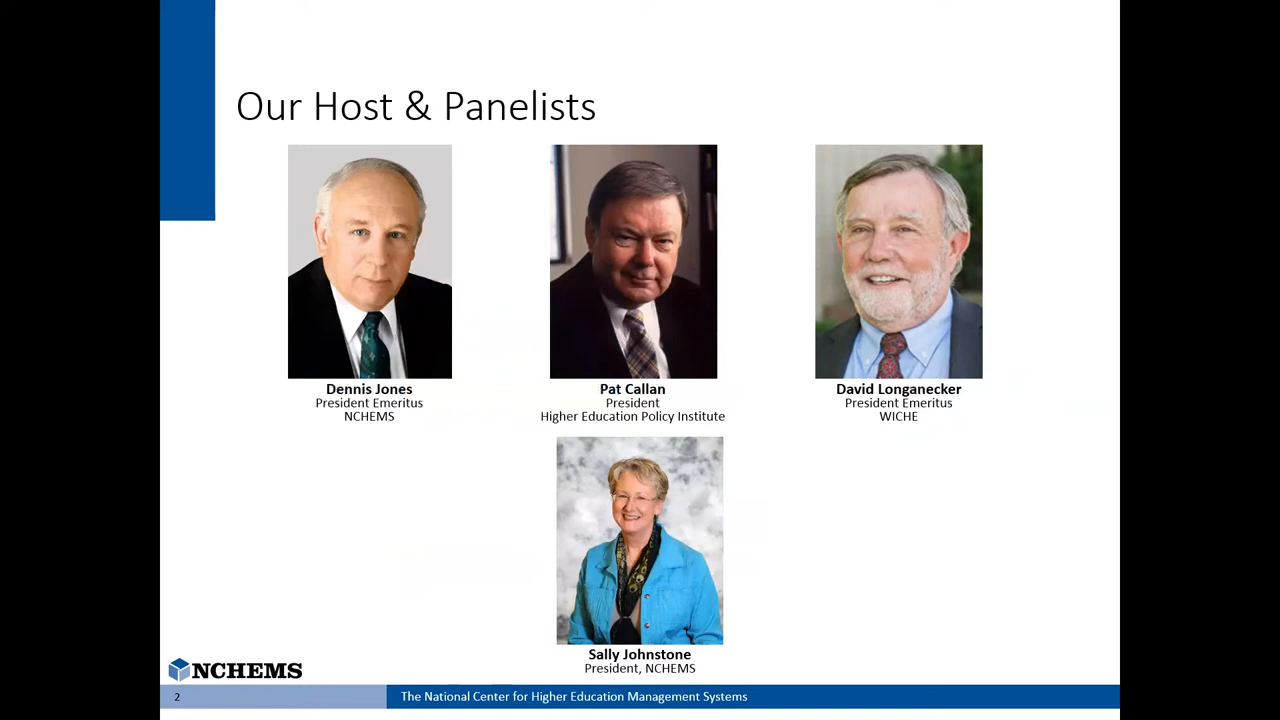 Our Host & Panelists
Dennis Jones
President Emeritus
NCHEMS
Pat Callan
President
Higher Education Policy Institute
David Longanecker
President Emeritus
WICHE
Sally Johnstone
President, NCHEMS
NCHEMS
2
The National Center for Higher Education Management Systems